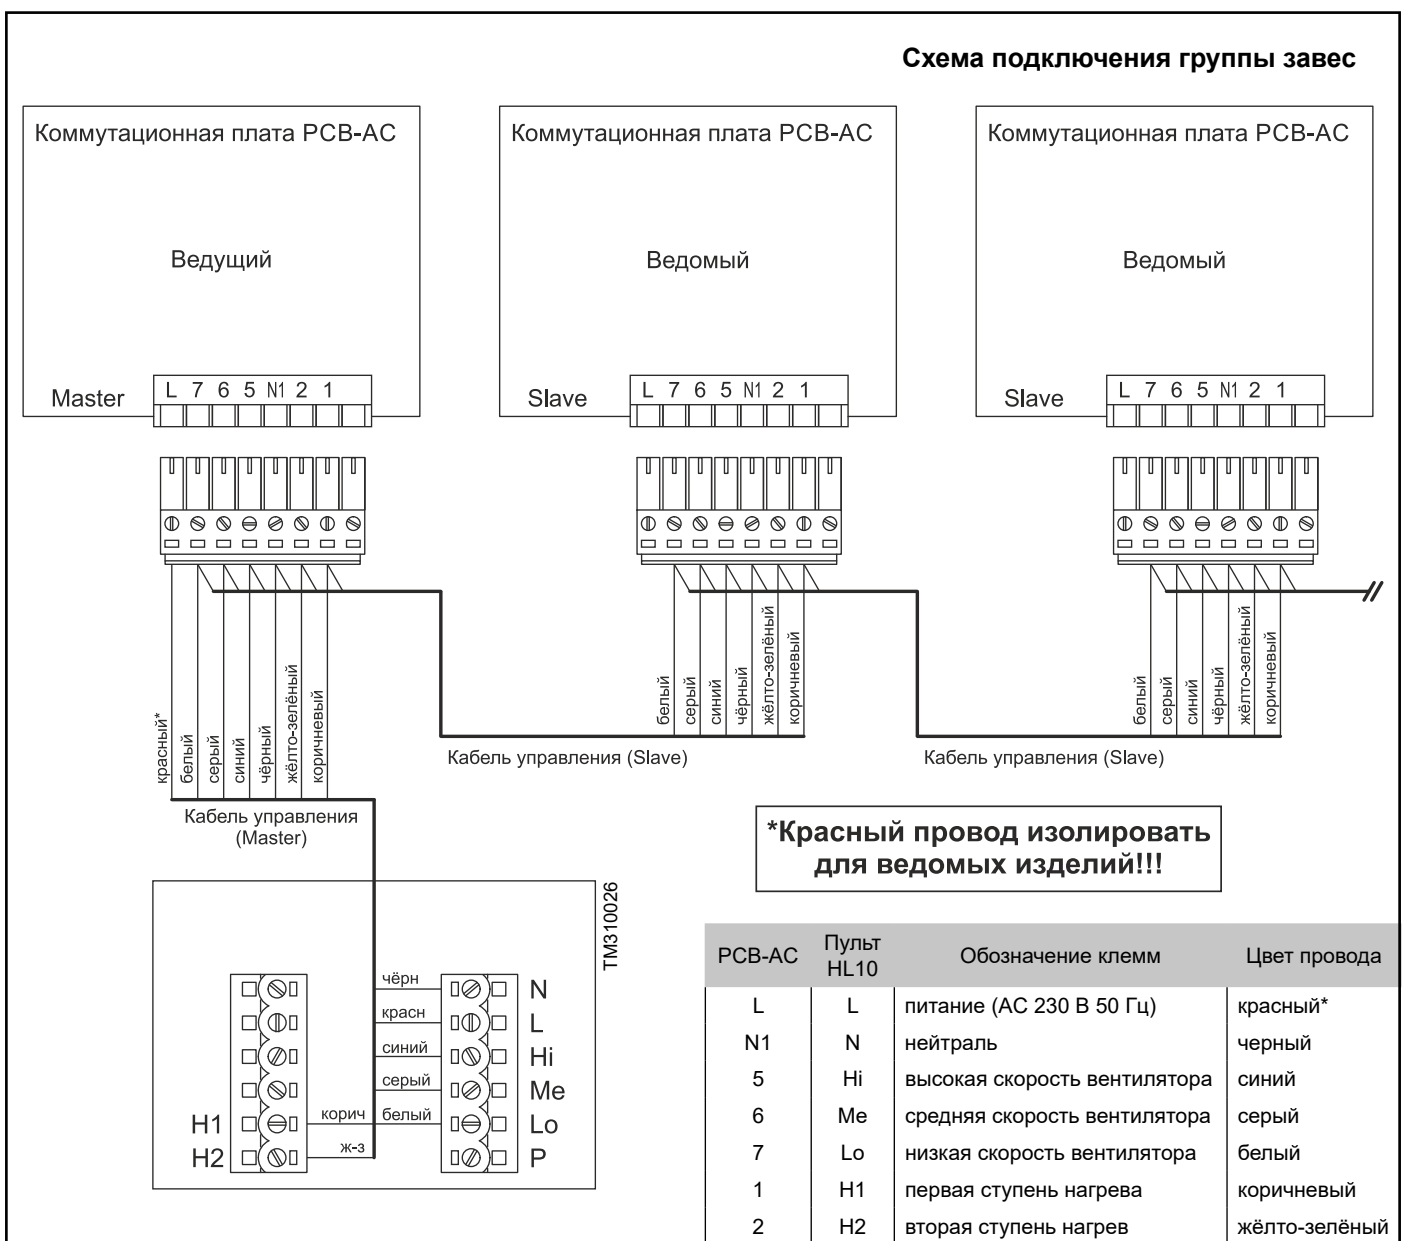 Схема подключения группы завес
Коммутационная плата PCB-AC
Ведущий
Master
L 7 6 5 N1 2 1
Коммутационная плата PCB-AC
Ведомый
Slave
L 7 6 5 N1 2 1
Коммутационная плата PCB-AC
Ведомый
Slave
L 7 6 5 N1 2 1
красный*
белый
серый
синий
чёрный
жёлто-зелёный
коричневый
Кабель управления
(Master)
белый
серый
синий
чёрный
жёлто-зелёный
коричневый
Кабель управления (Slave)
белый
серый
синий
чёрный
жёлто-зелёный
коричневый
Кабель управления (Slave)
*Красный провод изолировать
для ведомых изделий!!!
TM310026
чёрн N
красн L
синий Hi
серый Me
H1 корич белый Lo
H2 ж-з P
PCB-AC Пульт HL10 Обозначение клемм Цвет провода
L L питание (AC 230 В 50 Гц) красный*
N1 N нейтраль черный
5 Hi высокая скорость вентилятора синий
6 Me средняя скорость вентилятора серый
7 Lo низкая скорость вентилятора белый
1 H1 первая ступень нагрева коричневый
2 H2 вторая ступень нагрев жёлто-зелёный